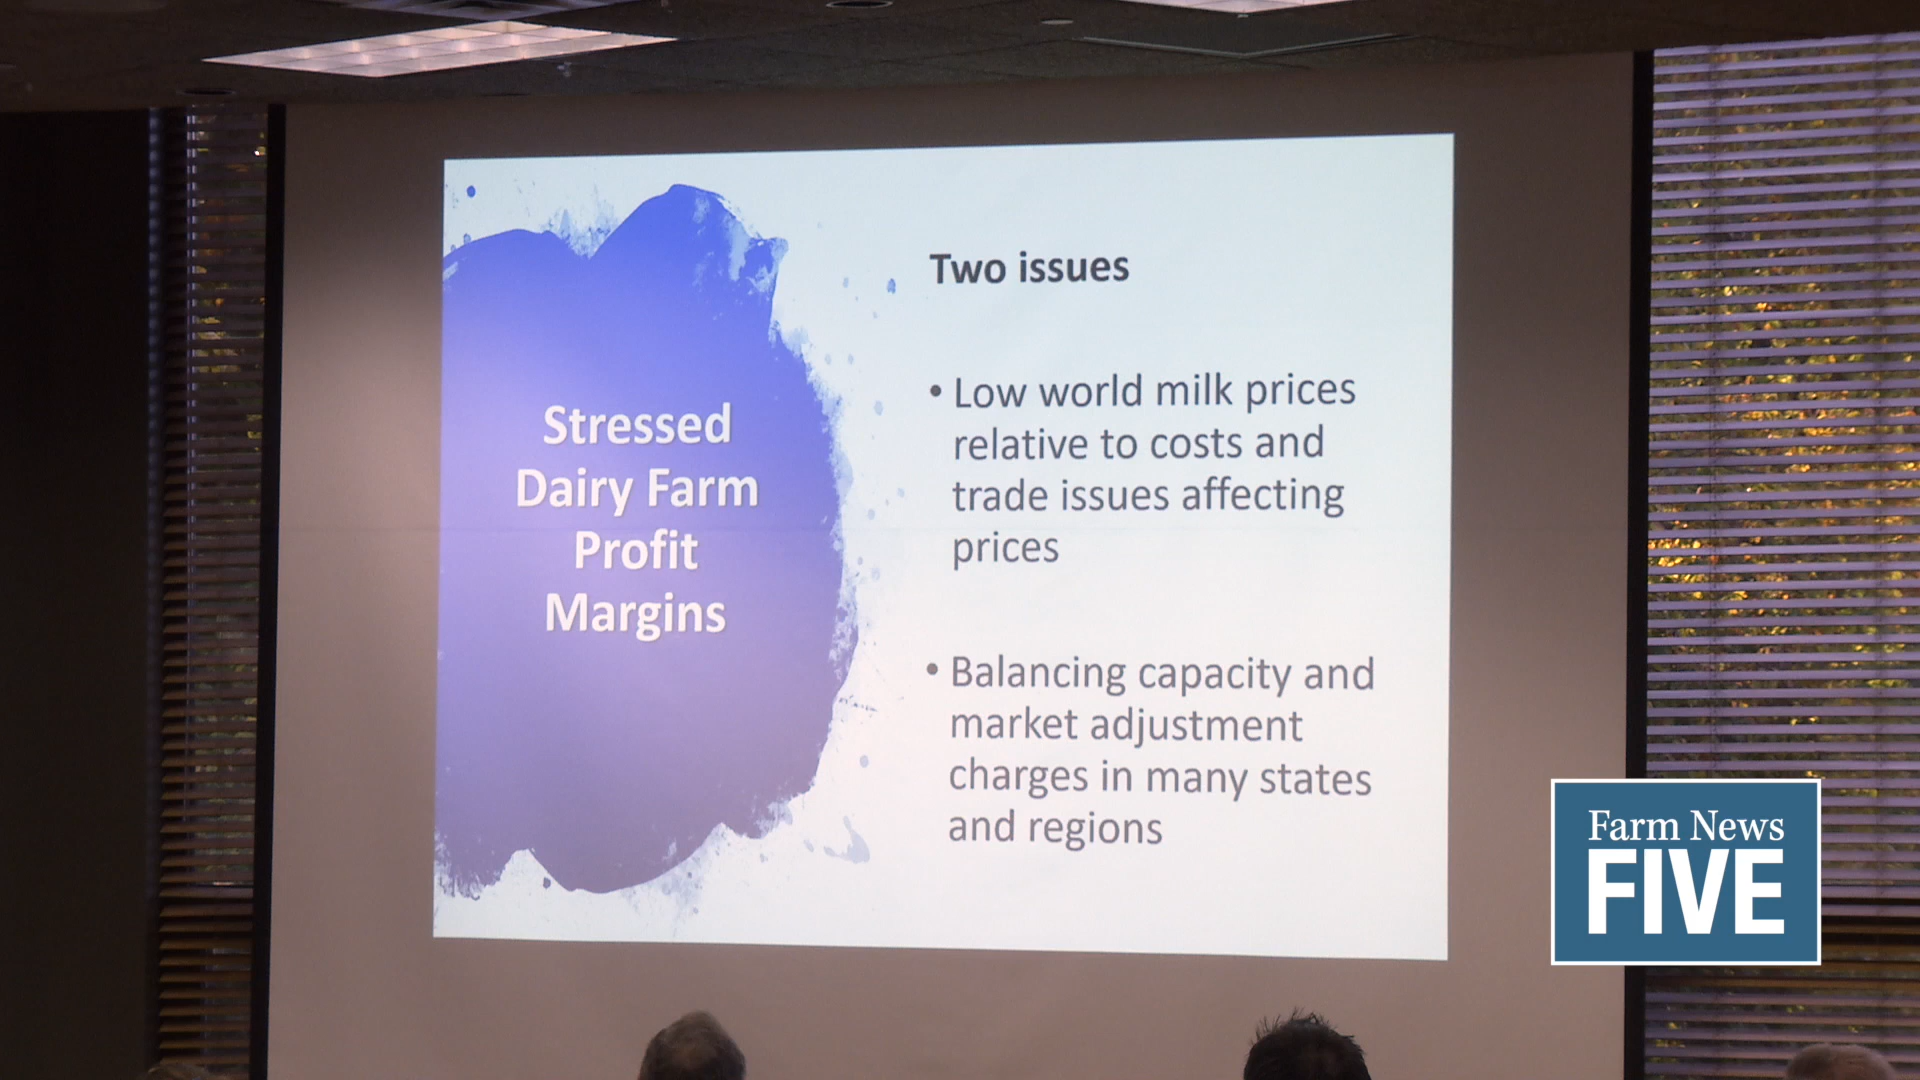 Stressed
Dairy Farm
Profit
Margins
Two issues
• Low world milk prices
relative to costs and
trade issues affecting
prices
• Balancing capacity and
market adjustment
charges in many states
and regions
Farm News
FIVE